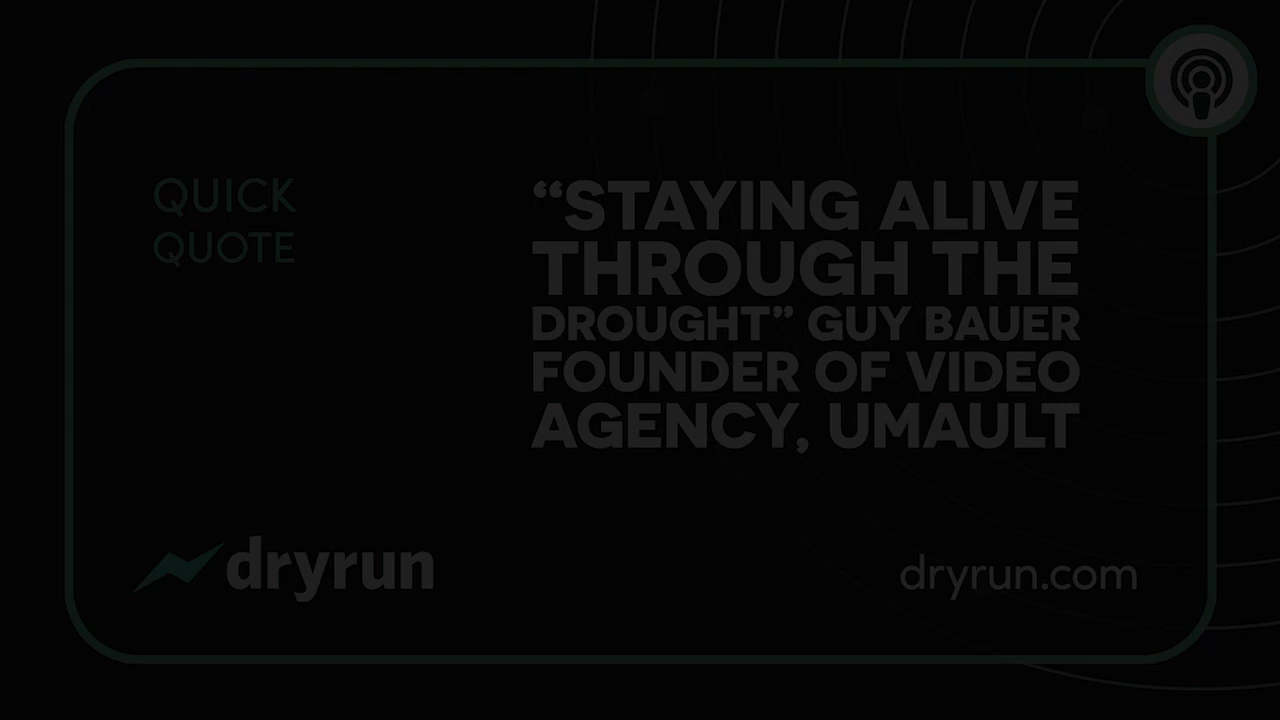 QUICK
QUOTE
“STAYING ALIVE
THROUGH THE
DROUGHT” GUY BAUER
FOUNDER OF VIDEO
AGENCY, UMAULT
dryrun
dryrun.com